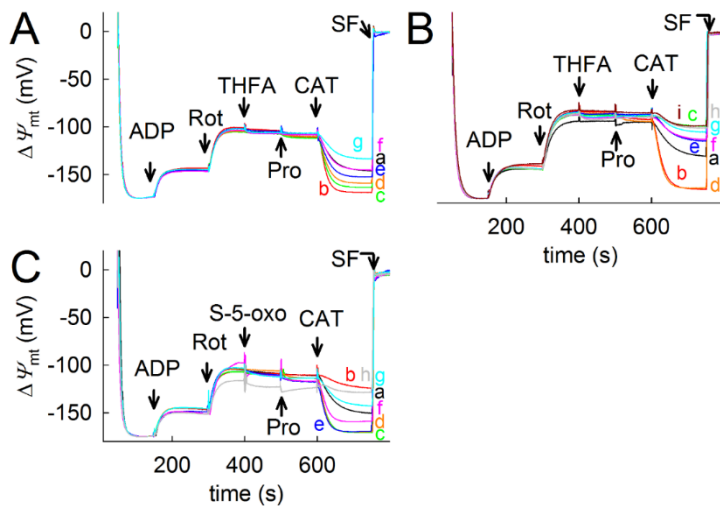 A
ΔΨmt (mV)
0
-50
-100
-150
ADP
Rot
THFA
Pro
CAT
SF
g
f
a
e
d
c
b
B
ADP
Rot
THFA
Pro
CAT
SF
i
c
h
g
f
e
a
b
d
200 400 600
time (s)
C
ΔΨmt (mV)
0
-50
-100
-150
ADP
Rot
S-5-oxo
Pro
CAT
SF
b
h
g
a
f
d
e
c
200 400 600
time (s)